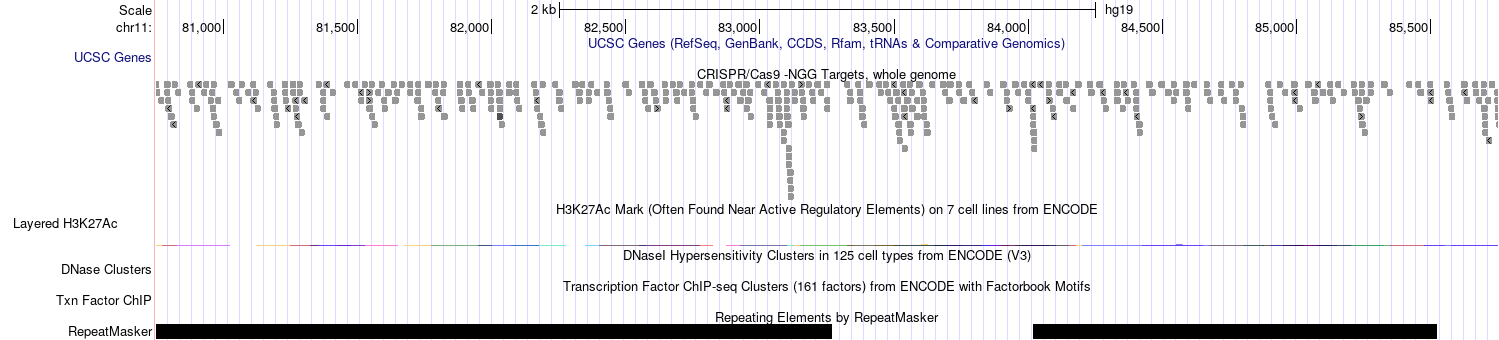 Scale 2 kb hg19
chr11: 81,000 81,500 82,000 82,500 83,000 83,500 84,000 84,500 85,000 85,500
UCSC Genes (RefSeq, GenBank, CCDS, Rfam, tRNAs & Comparative Genomics)
UCSC Genes
CRISPR/Cas9 -NGG Targets, whole genome
H3K27Ac Mark (Often Found Near Active Regulatory Elements) on 7 cell lines from ENCODE
Layered H3K27Ac
DNaseI Hypersensitivity Clusters in 125 cell types from ENCODE (V3)
DNase Clusters
Transcription Factor ChIP-seq Clusters (161 factors) from ENCODE with Factorbook Motifs
Txn Factor ChIP
Repeating Elements by RepeatMasker
RepeatMasker